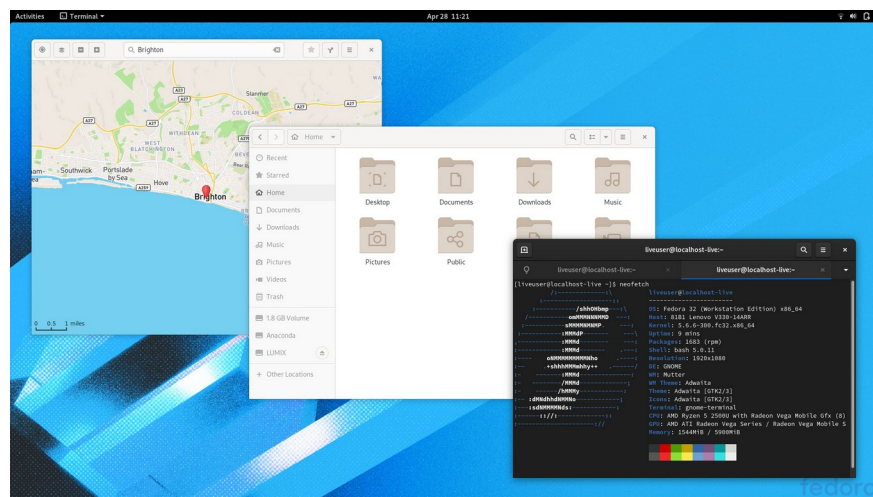 Activities
Terminal
Apr 28 11:21
Brighton
A23
A27
Stanmer
COLDEAN
A27
A27
A27
WITHDEAN
WEST
BLATCHINGTON
Southwick
Portslade
by Sea
Hove
A259
Brighton
0 0.5 1 miles
Home
Recent
Starred
Home
Documents
Downloads
Music
Pictures
Videos
Trash
1.8 GB Volume
Anaconda
LUMIX
+ Other Locations
Desktop
Documents
Downloads
Music
Pictures
Public
liveuser@localhost-live:~
liveuser@localhost-live:~
liveuser@localhost-live:~
[liveuser@localhost-live ~]$ neofetch
liveuser@localhost-live
OS: Fedora 32 (Workstation Edition) x86_64
Host: 81B1 Lenovo V330-14ARR
Kernel: 5.6.6-300.fc32.x86_64
Uptime: 9 mins
Packages: 1683 (rpm)
Shell: bash 5.0.11
Resolution: 1920x1080
DE: GNOME
WM: Mutter
WM Theme: Adwaita
Theme: Adwaita [GTK2/3]
Icons: Adwaita [GTK2/3]
Terminal: gnome-terminal
CPU: AMD Ryzen 5 2500U with Radeon Vega Mobile Gfx (8)
GPU: AMD ATI Radeon Vega Series / Radeon Vega Mobile S
Memory: 1544MiB / 5900MiB
fedora